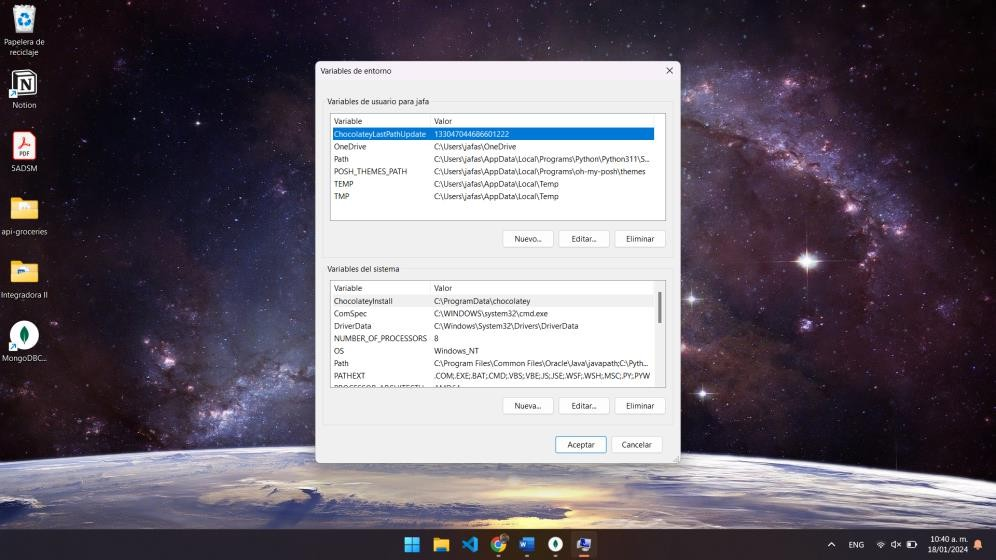 Papelera de
reciclaje
Notion
PDF
5ADSM
api-groceries
Integradora II
MongoDBC...
Variables de entorno
Variables de usuario para jafa
Variable Valor
ChocolateyLastPathUpdate 133047044686601222
OneDrive C:\Users\jafas\OneDrive
Path C:\Users\jafas\AppData\Local\Programs\Python\Python311\S...
POSH_THEMES_PATH C:\Users\jafas\AppData\Local\Programs\oh-my-posh\themes
TEMP C:\Users\jafas\AppData\Local\Temp
TMP C:\Users\jafas\AppData\Local\Temp
Nuevo... Editar... Eliminar
Variables del sistema
Variable Valor
ChocolateyInstall C:\ProgramData\chocolatey
ComSpec C:\WINDOWS\system32\cmd.exe
DriverData C:\Windows\System32\Drivers\DriverData
NUMBER_OF_PROCESSORS 8
OS Windows_NT
Path C:\Program Files\Common Files\Oracle\Java\javapath;C:\Pyth...
PATHEXT .COM;.EXE;.BAT;.CMD;.VBS;.VBE;.JS;.JSE;.WSF;.WSH;.MSC;.PY;.PYW
Nueva... Editar... Eliminar
Aceptar Cancelar
ENG
10:40 a. m.
18/01/2024